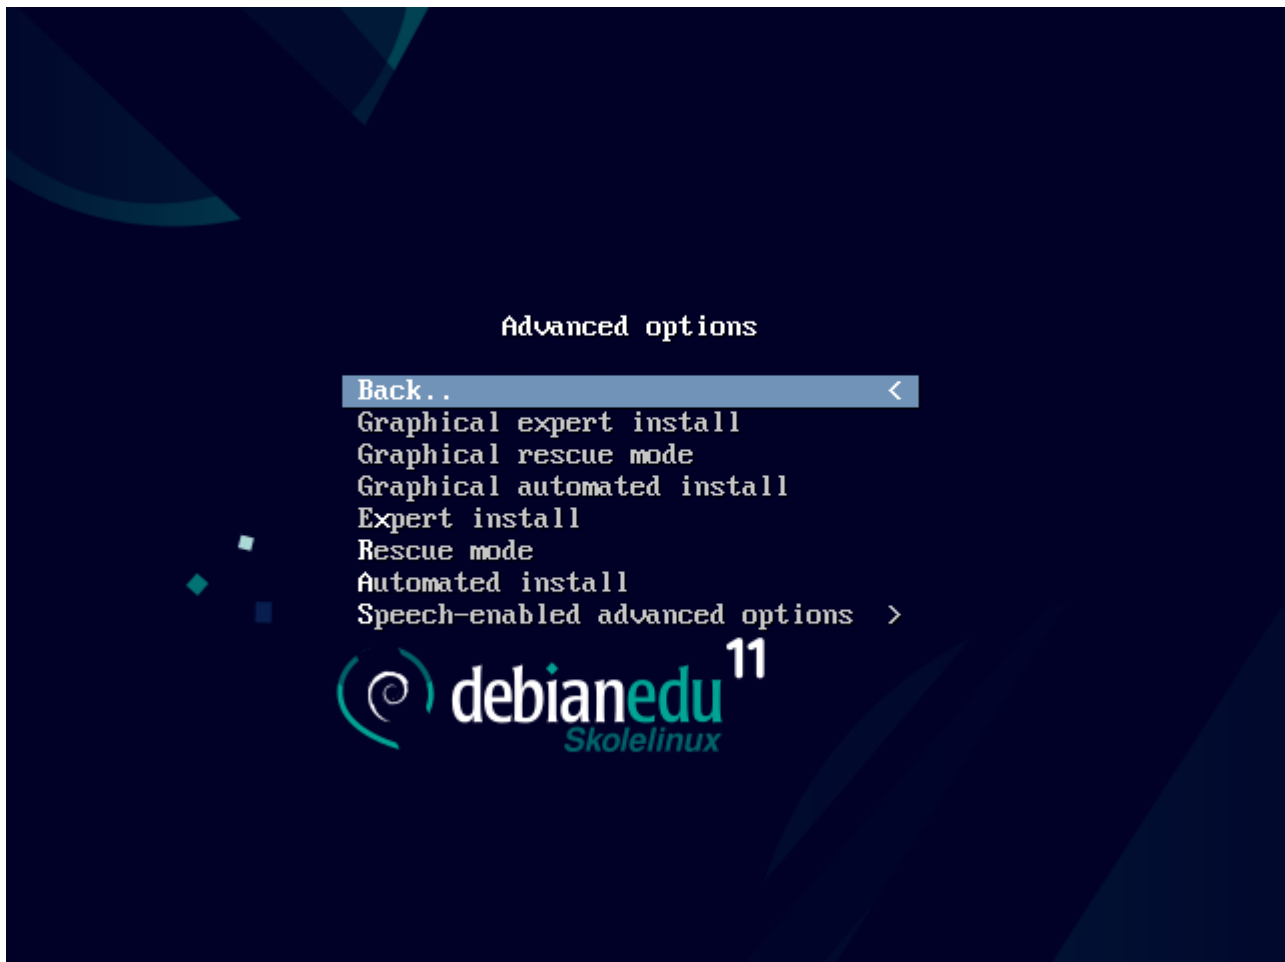 Advanced options
Back.. <
Graphical expert install
Graphical rescue mode
Graphical automated install
Expert install
Rescue mode
Automated install
Speech-enabled advanced options >
debianedu 11
Skolelinux